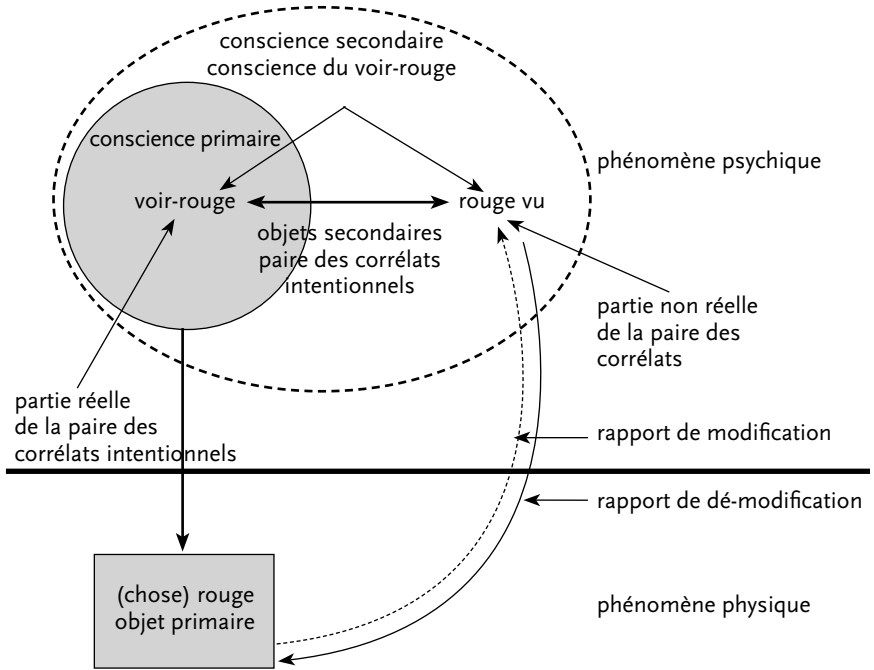 conscience secondaire
conscience du voir-rouge
conscience primaire
phénomène psychique
voir-rouge
rouge vu
objets secondaires
paire des corrélats
intentionnels
partie non réelle
de la paire des
corrélats
partie réelle
de la paire des
corrélats intentionnels
rapport de modification
rapport de dé-modification
(chose) rouge
objet primaire
phénomène physique